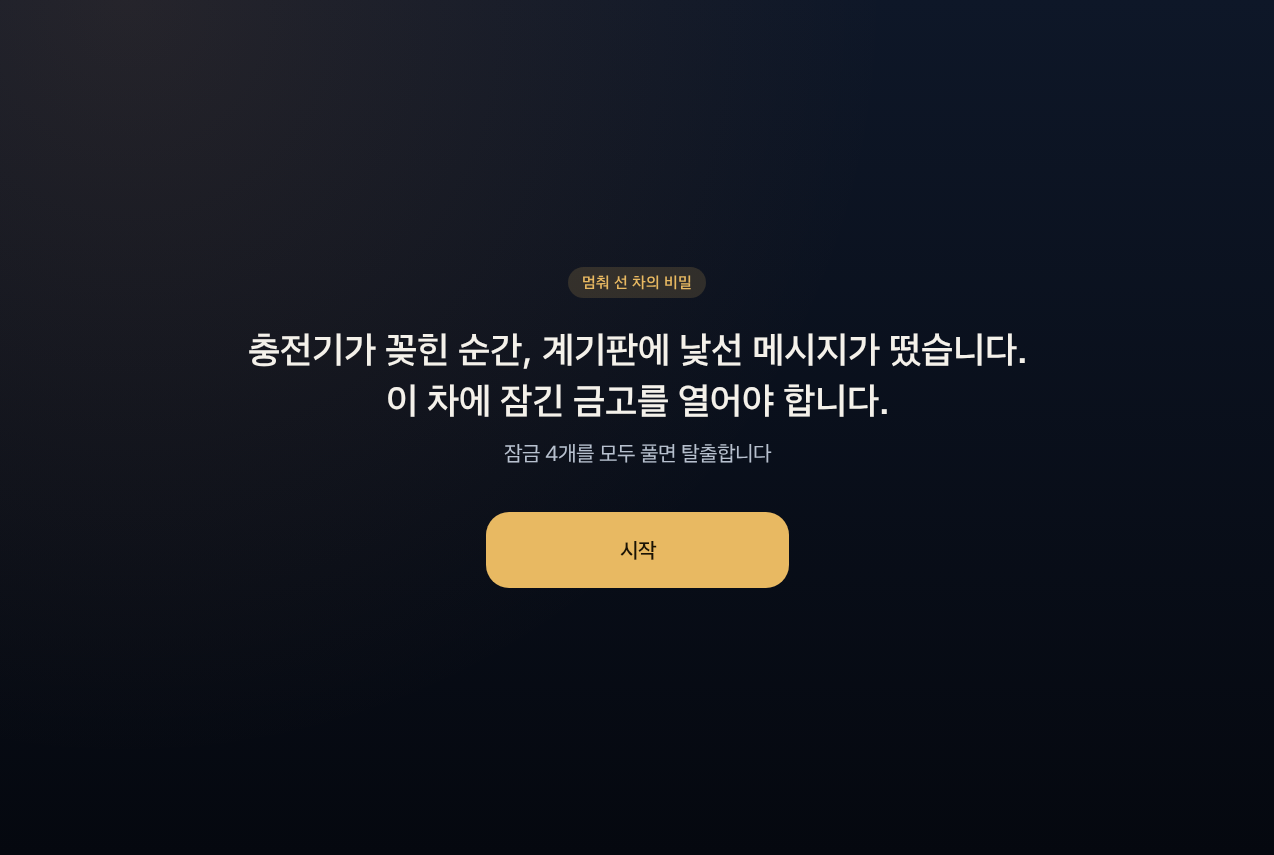 멈춰 선 차의 비밀
충전기가 꽂힌 순간, 계기판에 낯선 메시지가 떴습니다.
이 차에 잠긴 금고를 열어야 합니다.
잠금 4개를 모두 풀면 탈출합니다
시작